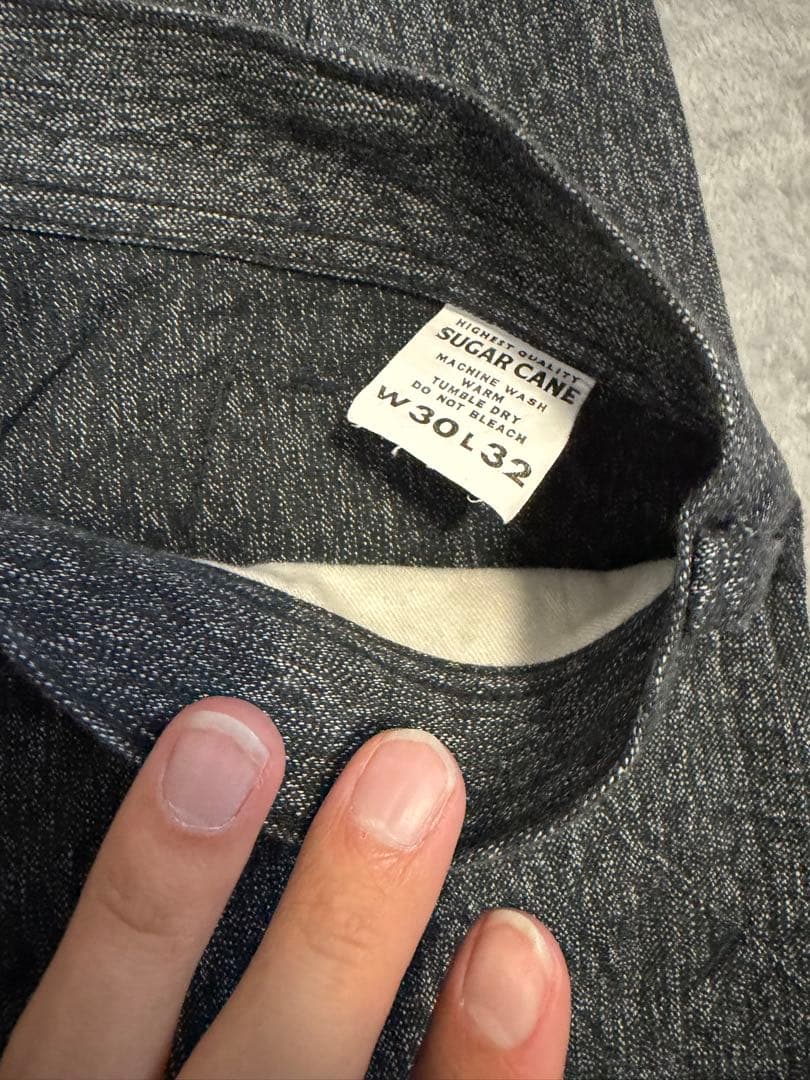 HIGHEST QUALITY
SUGAR CANE
MACHINE WASH
WARM
TUMBLE DRY
DO NOT BLEACH
W30L32